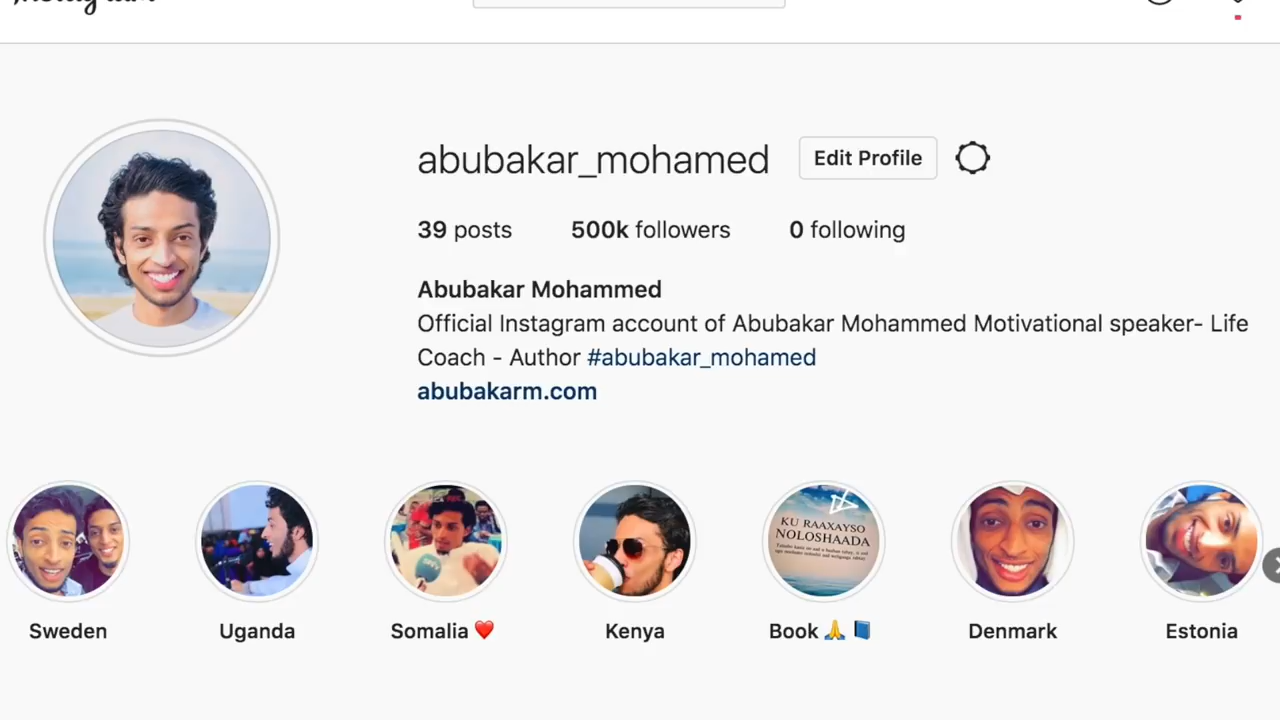 abubakar_mohamed Edit Profile
39 posts 500k followers 0 following
Abubakar Mohammed
Official Instagram account of Abubakar Mohammed Motivational speaker- Life
Coach - Author #abubakar_mohamed
abubakarm.com
KU RAAXAYSO
NOLOSHAADA
Sweden Uganda Somalia ❤️ Kenya Book 🙏 📘 Denmark Estonia